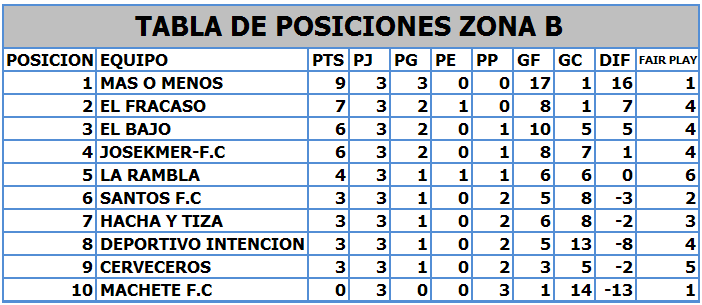 TABLA DE POSICIONES ZONA B
POSICION EQUIPO PTS PJ PG PE PP GF GC DIF FAIR PLAY
1 MAS O MENOS 9 3 3 0 0 17 1 16 1
2 EL FRACASO 7 3 2 1 0 8 1 7 4
3 EL BAJO 6 3 2 0 1 10 5 5 4
4 JOSEKMER-F.C 6 3 2 0 1 8 7 1 4
5 LA RAMBLA 4 3 1 1 1 6 6 0 6
6 SANTOS F.C 3 3 1 0 2 5 8 -3 2
7 HACHA Y TIZA 3 3 1 0 2 6 8 -2 3
8 DEPORTIVO INTENCION 3 3 1 0 2 5 13 -8 4
9 CERVECEROS 3 3 1 0 2 3 5 -2 5
10 MACHETE F.C 0 3 0 0 3 1 14 -13 1